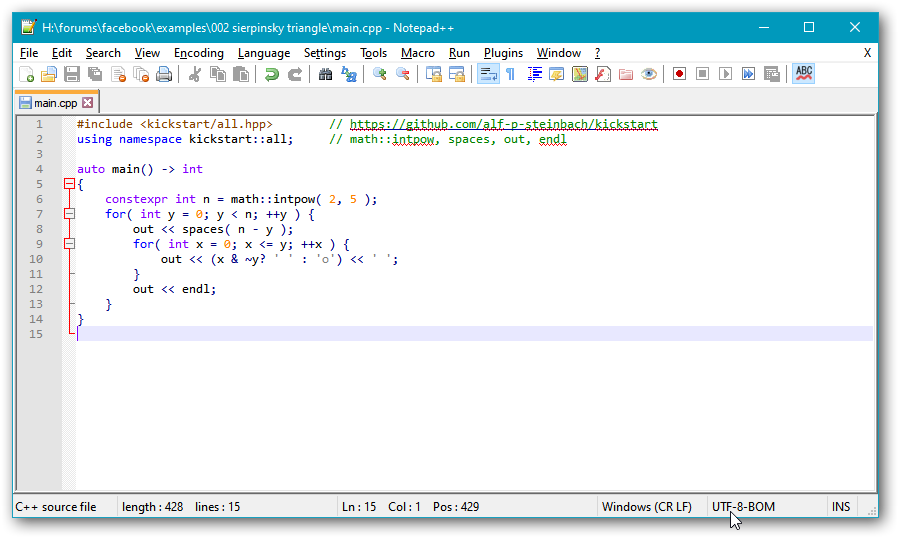 H:\forums\facebook\examples\002 sierpinsky triangle\main.cpp - Notepad++
File Edit Search View Encoding Language Settings Tools Macro Run Plugins Window ? X
ABC
main.cpp
1 #include <kickstart/all.hpp> // https://github.com/alf-p-steinbach/kickstart
2 using namespace kickstart::all; // math::intpow, spaces, out, endl
3
4 auto main() -> int
5 {
6 constexpr int n = math::intpow( 2, 5 );
7 for( int y = 0; y < n; ++y ) {
8 out << spaces( n - y );
9 for( int x = 0; x <= y; ++x ) {
10 out << (x & ~y? ' ' : 'o') << ' ';
11 }
12 out << endl;
13 }
14 }
15
C++ source file length : 428 lines : 15 Ln : 15 Col : 1 Pos : 429 Windows (CR LF) UTF-8-BOM INS